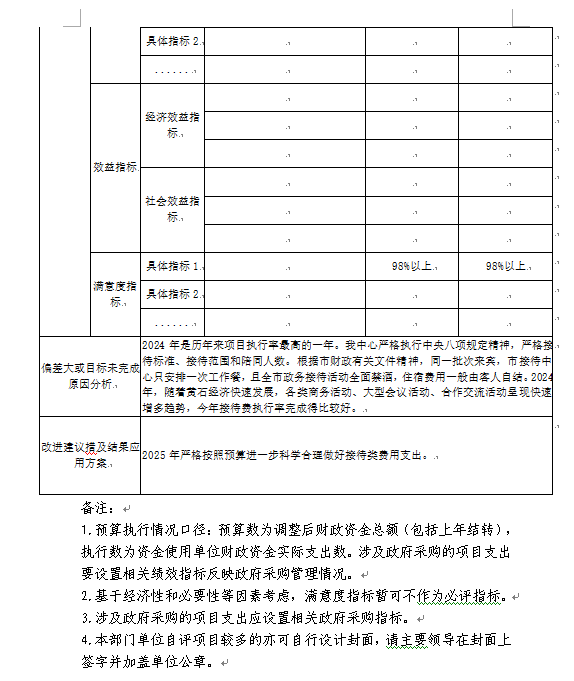 具体指标 2.
.......
经济效益指
标.
效益指标.
社会效益指
标.
具体指标 1. 98%以上. 98%以上.
满意度指
标.
具体指标 2.
.......
2024 年是历年来项目执行率最高的一年。我中心严格执行中央八项规定精神，严格接
待标准、接待范围和陪同人数。根据市财政有关文件精神，同一批次来宾，市接待中
偏差大或目标未完成
原因分析.
心只安排一次工作餐，且全市政务接待活动全面禁酒，住宿费用一般由客人自结。2024
年，随着黄石经济快速发展，各类商务活动、大型会议活动、合作交流活动呈现快速
增多趋势，今年接待费执行率完成得比较好。
改进建议措及结果应
用方案.
2025 年严格按照预算进一步科学合理做好接待类费用支出。
备注：
1.预算执行情况口径：预算数为调整后财政资金总额（包括上年结转），
执行数为资金使用单位财政资金实际支出数。涉及政府采购的项目支出
要设置相关绩效指标反映政府采购管理情况。
2.基于经济性和必要性等因素考虑，满意度指标暂可不作为必评指标。
3.涉及政府采购的项目支出应设置相关政府采购指标。
4.本部门单位自评项目较多的亦可自行设计封面，请主要领导在封面上
签字并加盖单位公章。